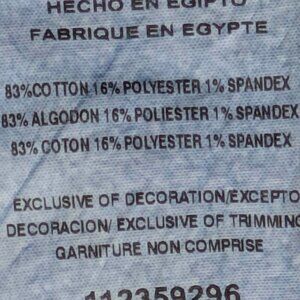 HECHO EN EGIPTO
FABRIQUE EN EGYPTE
83%COTTON 16% POLYESTER 1% SPANDEX
83% ALGODON 16% POLIESTER 1% SPANDEX
83% COTON 16% POLYESTER 1% SPANDEX
EXCLUSIVE OF DECORATION/EXCEPTO
DECORACION/ EXCLUSIVE OF TRIMMING
GARNITURE NON COMPRISE
112359296